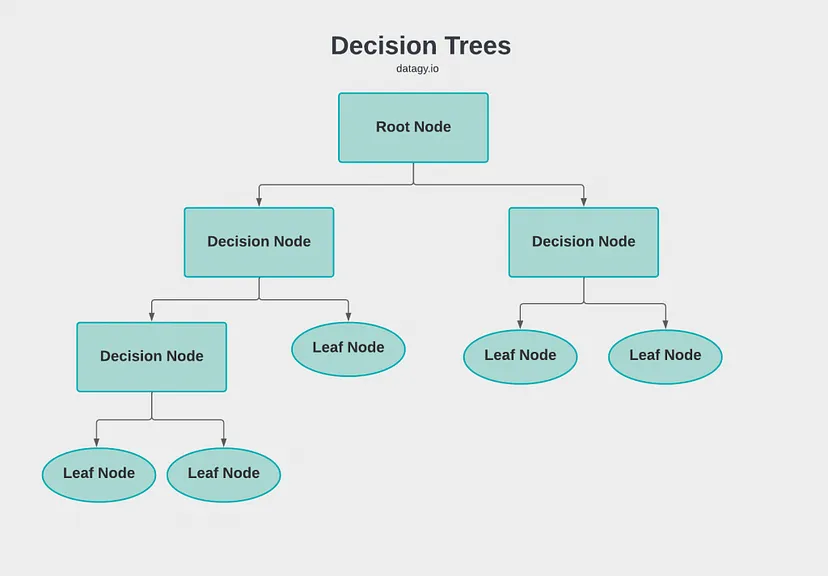 Decision Trees
datagy.io
Root Node
Decision Node
Decision Node
Decision Node
Leaf Node
Leaf Node
Leaf Node
Leaf Node
Leaf Node